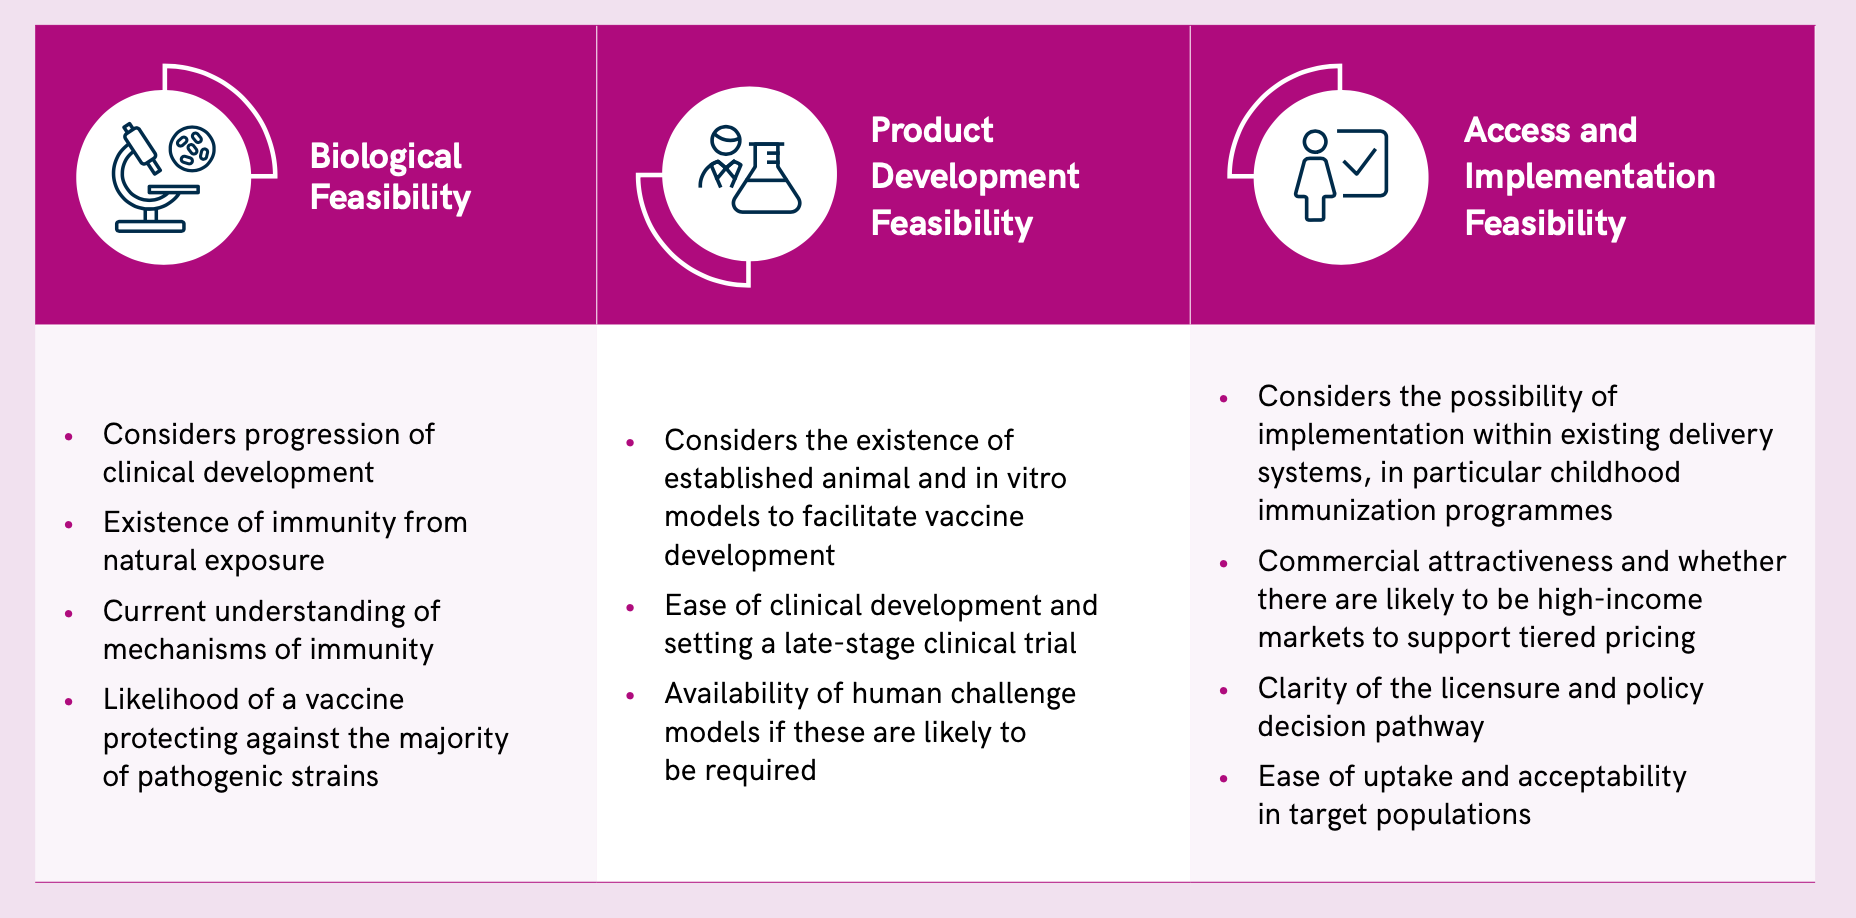 Biological
Feasibility
Product
Development
Feasibility
Access and
Implementation
Feasibility
• Considers progression of
clinical development
• Existence of immunity from
natural exposure
• Current understanding of
mechanisms of immunity
• Likelihood of a vaccine
protecting against the majority
of pathogenic strains
• Considers the existence of
established animal and in vitro
models to facilitate vaccine
development
• Ease of clinical development and
setting a late-stage clinical trial
• Availability of human challenge
models if these are likely to
be required
• Considers the possibility of
implementation within existing delivery
systems, in particular childhood
immunization programmes
• Commercial attractiveness and whether
there are likely to be high-income
markets to support tiered pricing
• Clarity of the licensure and policy
decision pathway
• Ease of uptake and acceptability
in target populations